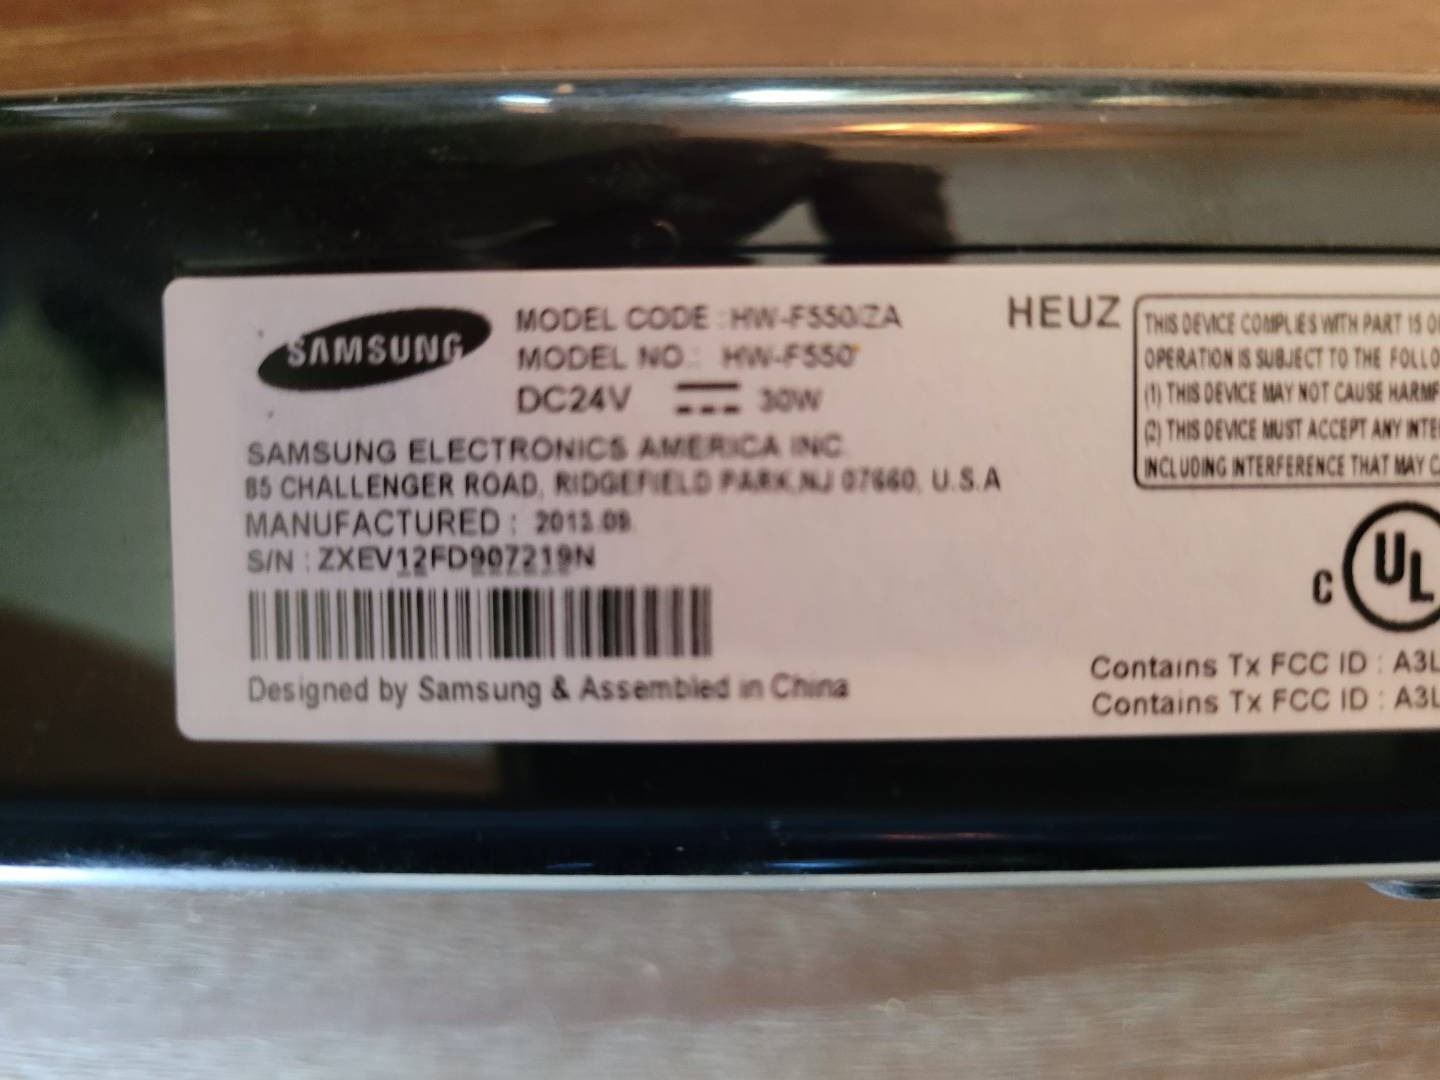 SAMSUNG
MODEL CODE : HW-F550/ZA
MODEL NO. : HW-F550
DC24V 30W
SAMSUNG ELECTRONICS AMERICA INC.
85 CHALLENGER ROAD, RIDGEFIELD PARK,NJ 07660, U.S.A
MANUFACTURED : 2013.09.
S/N : ZXEV12FD907219N
Designed by Samsung & Assembled in China
HEUZ
THIS DEVICE COMPLIES WITH PART 15
OPERATION IS SUBJECT TO THE
(1) THIS DEVICE MAY NOT CAUSE
(2) THIS DEVICE MUST ACCEPT ANY
INCLUDING INTERFERENCE THAT MAY
C UL
Contains Tx FCC ID : A3L
Contains Tx FCC ID : A3L